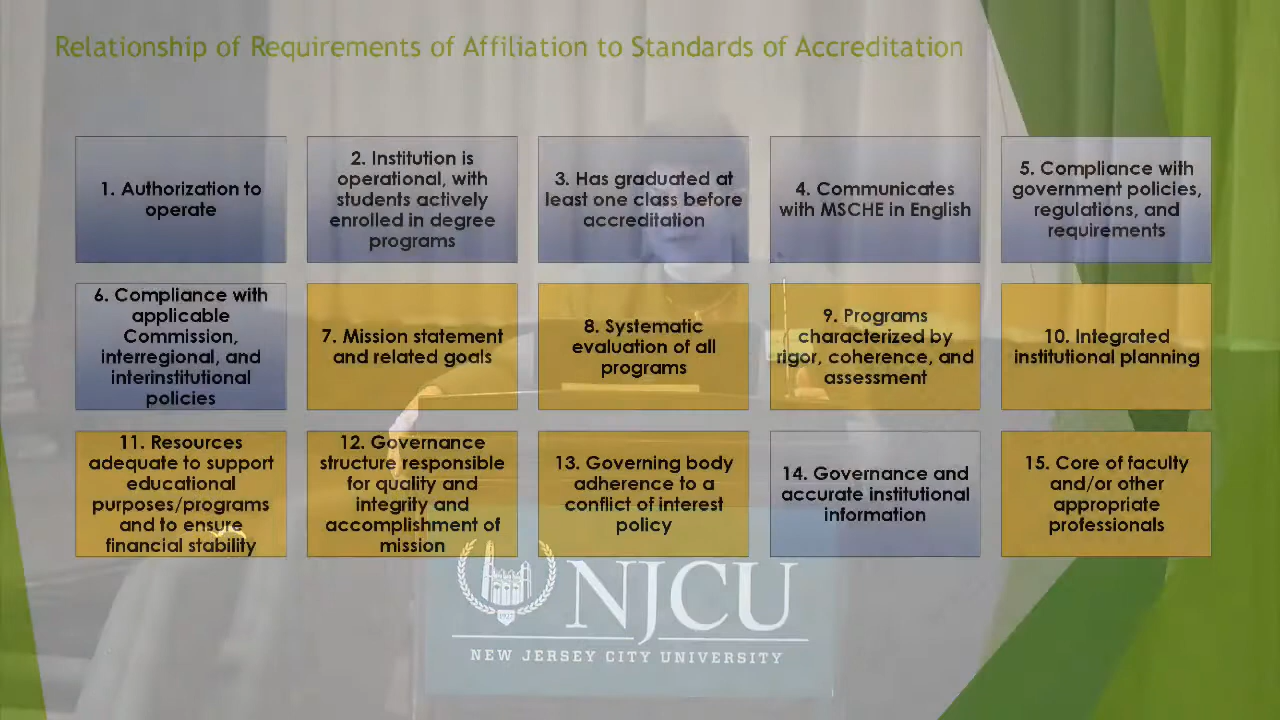 Relationship of Requirements of Affiliation to Standards of Accreditation
1. Authorization to
operate
2. Institution is
operational, with
students actively
enrolled in degree
programs
3. Has graduated at
least one class before
accreditation
4. Communicates
with MSCHE in English
5. Compliance with
government policies,
regulations, and
requirements
6. Compliance with
applicable
Commission,
interregional, and
interinstitutional
policies
7. Mission statement
and related goals
8. Systematic
evaluation of all
programs
9. Programs
characterized by
rigor, coherence, and
assessment
10. Integrated
institutional planning
11. Resources
adequate to support
educational
purposes/programs
and to ensure
financial stability
12. Governance
structure responsible
for quality and
integrity and
accomplishment of
mission
13. Governing body
adherence to a
conflict of interest
policy
14. Governance and
accurate institutional
information
15. Core of faculty
and/or other
appropriate
professionals
NJCU
NEW JERSEY CITY UNIVERSITY